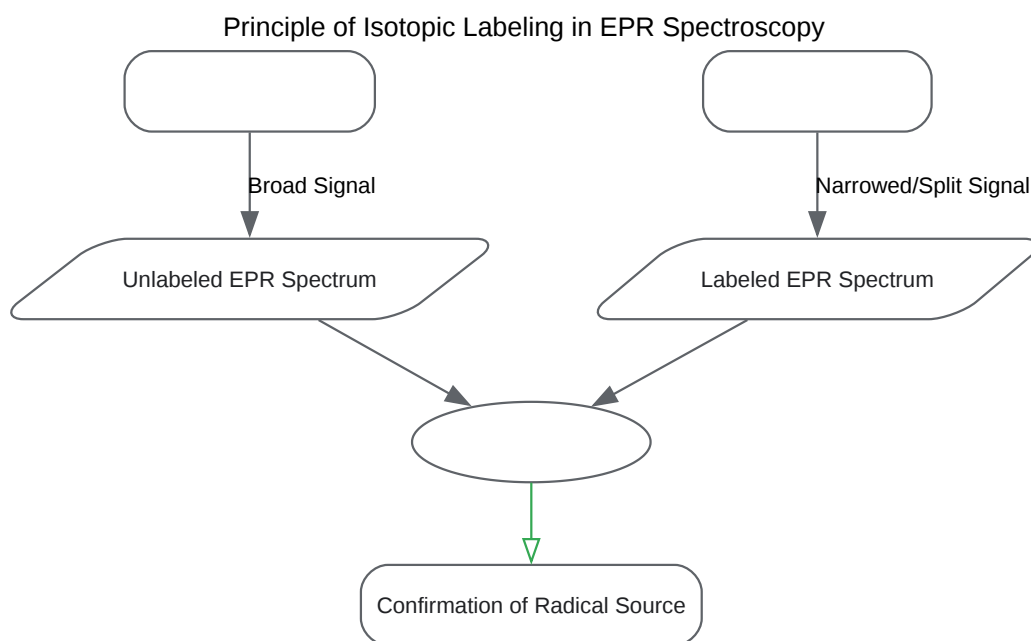 Principle of Isotopic Labeling in EPR Spectroscopy
Broad Signal
Narrowed/Split Signal
Unlabeled EPR Spectrum
Labeled EPR Spectrum
Confirmation of Radical Source